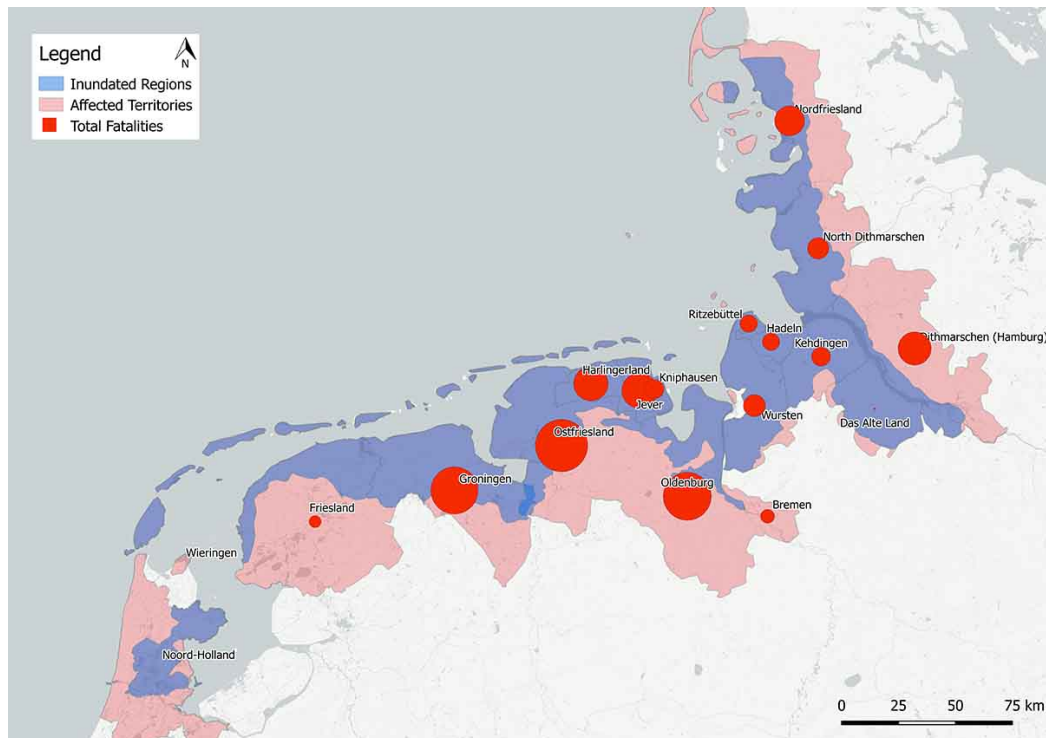 Legend
N
Inundated Regions
Affected Territories
Total Fatalities
Nordfriesland
North Dithmarschen
Ritzebüttel
Hadeln
Kehdingen
Dithmarschen (Hamburg)
Harlingerland
Kniphausen
Jever
Wursten
Das Alte Land
Ostfriesland
Groningen
Oldenburg
Friesland
Bremen
Wieringen
Noord-Holland
0 25 50 75 km